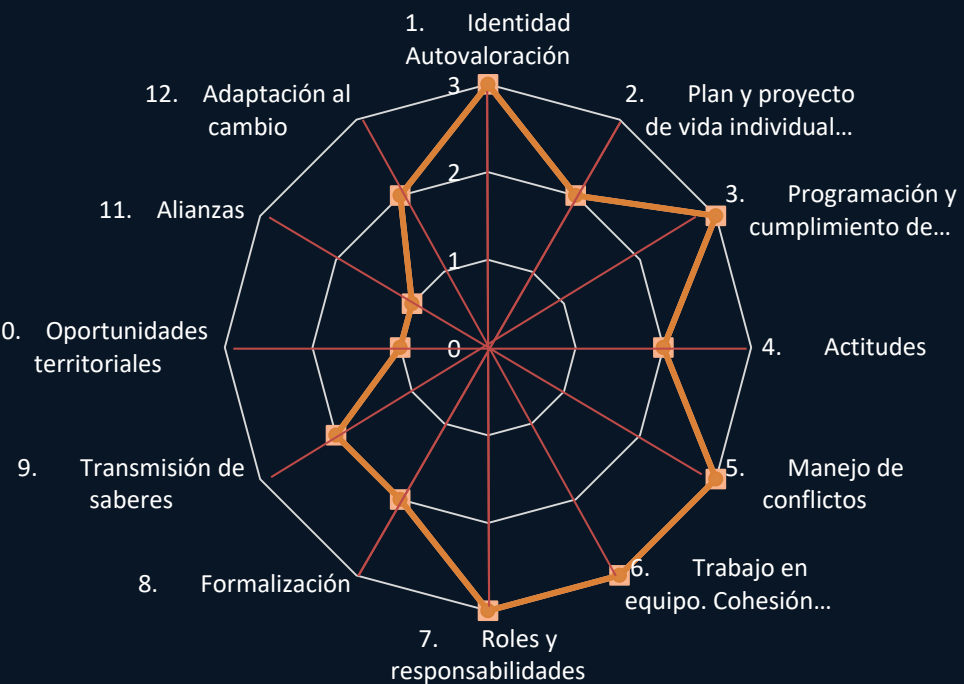 1. Identidad
Autovaloración
2. Plan y proyecto
de vida individual…
3. Programación y
cumplimiento de…
4. Actitudes
5. Manejo de
conflictos
6. Trabajo en
equipo. Cohesión…
7. Roles y
responsabilidades
8. Formalización
9. Transmisión de
saberes
0. Oportunidades
territoriales
11. Alianzas
12. Adaptación al
cambio
3
2
1
0